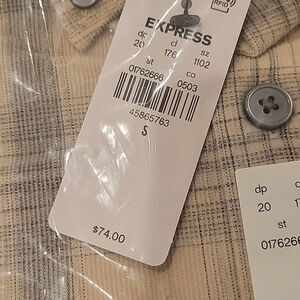 RFID
EXPRESS
dp cl sz
20 176 1102
st co
01762666 0503
45865763
S
$74.00
dp
20
st
0176266